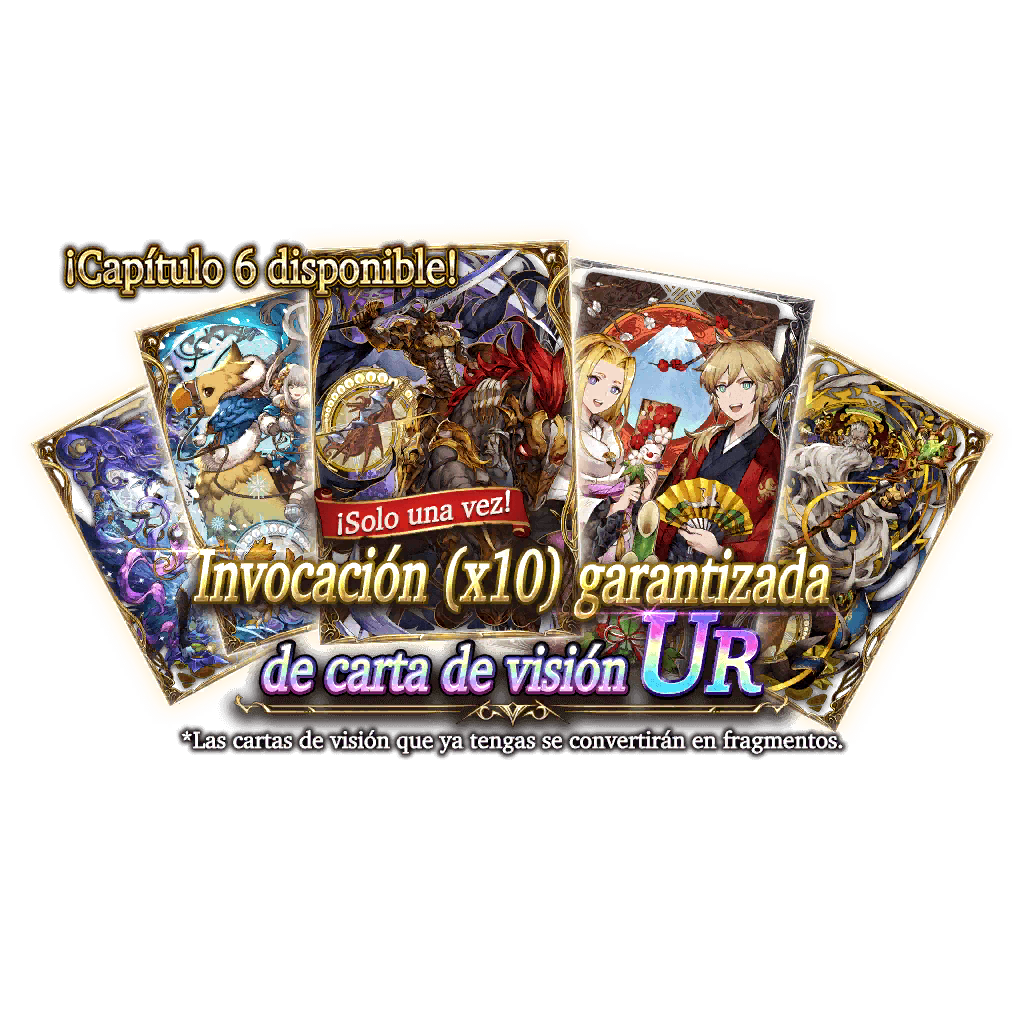 ¡Capítulo 6 disponible!
¡Solo una vez!
Invocación (x10) garantizada
de carta de visión UR
*Las cartas de visión que ya tengas se convertirán en fragmentos.